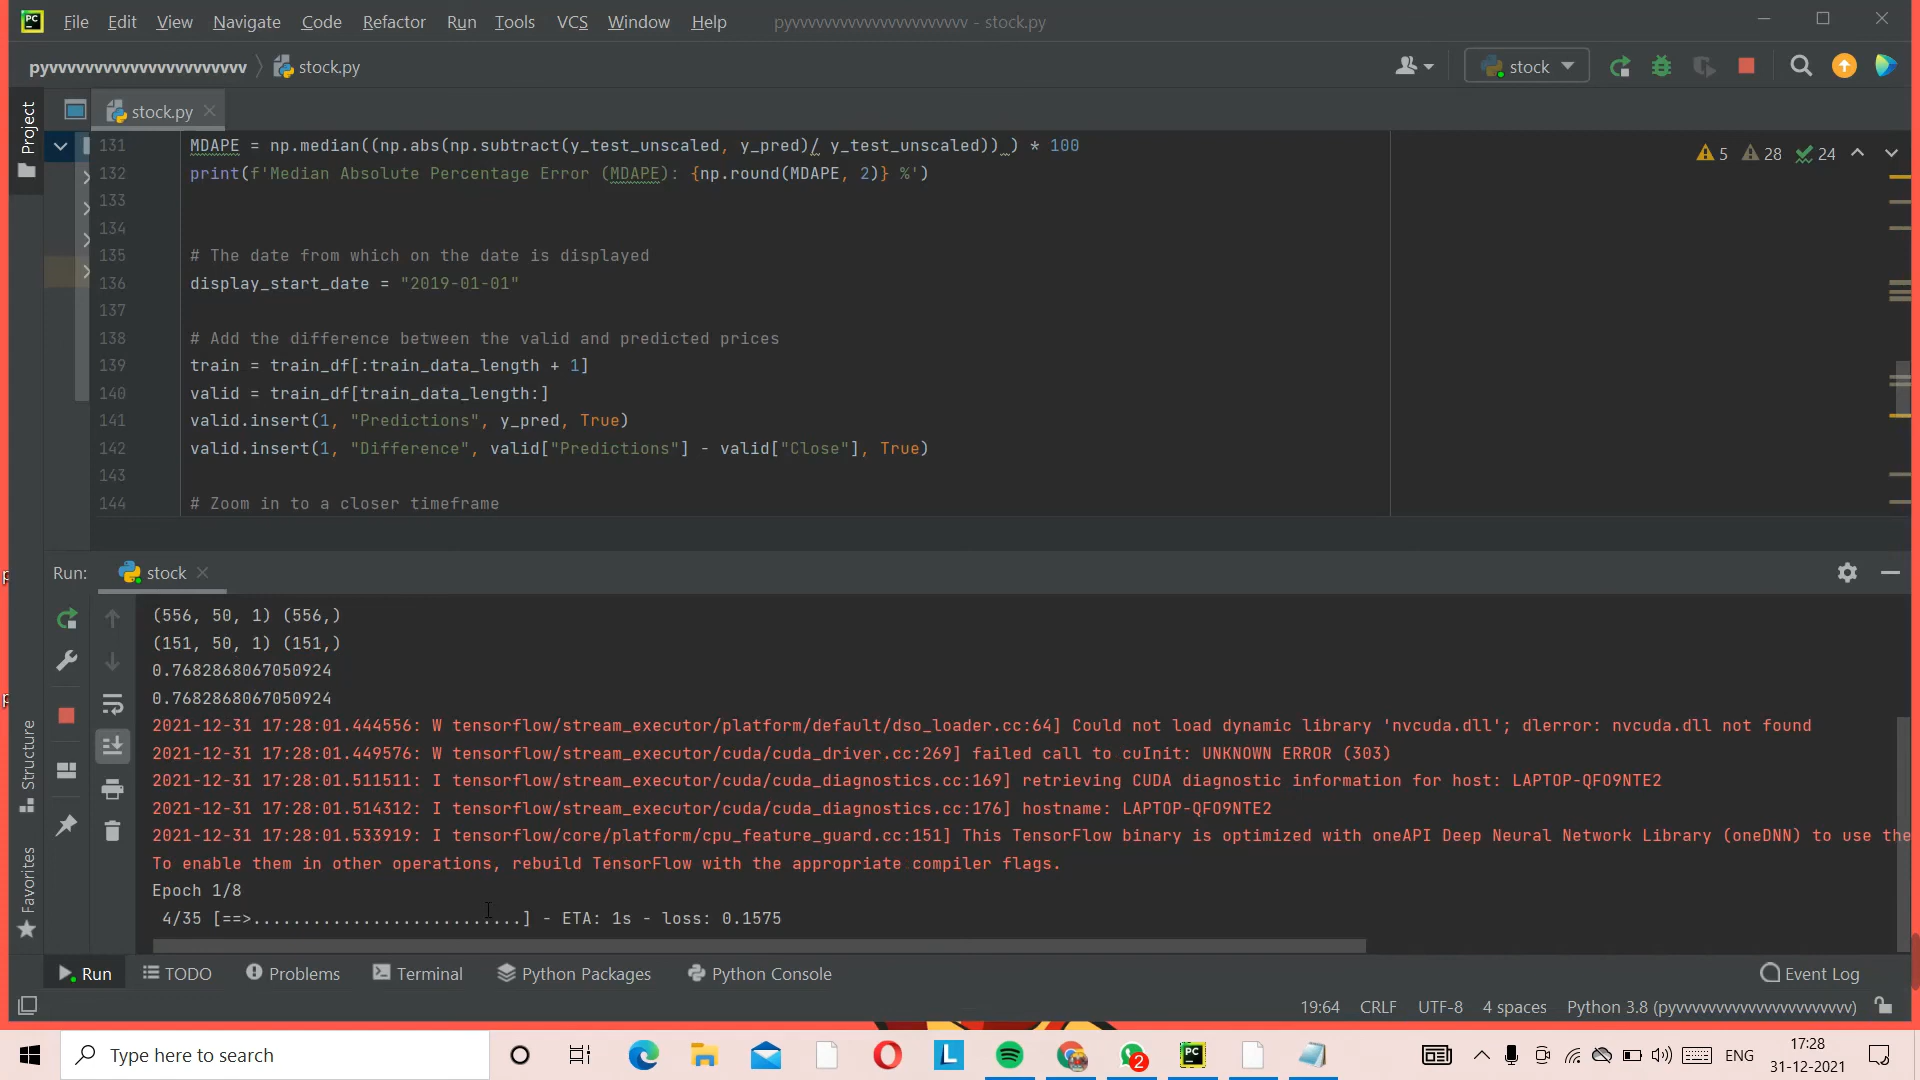 File Edit View Navigate Code Refactor Run Tools VCS Window Help pyvvvvvvvvvvvvvvvvvvvvvv - stock.py
pyvvvvvvvvvvvvvvvvvvvvvv stock.py stock
Project
stock.py
131 MDAPE = np.median((np.abs(np.subtract(y_test_unscaled, y_pred)/ y_test_unscaled)) ) * 100
5 28 24
132 print(f'Median Absolute Percentage Error (MDAPE): {np.round(MDAPE, 2)} %')
133
134
135 # The date from which on the date is displayed
136 display_start_date = "2019-01-01"
137
138 # Add the difference between the valid and predicted prices
139 train = train_df[:train_data_length + 1]
140 valid = train_df[train_data_length:]
141 valid.insert(1, "Predictions", y_pred, True)
142 valid.insert(1, "Difference", valid["Predictions"] - valid["Close"], True)
143
144 # Zoom in to a closer timeframe
Run: stock
(556, 50, 1) (556,)
(151, 50, 1) (151,)
0.7682868067050924
0.7682868067050924
2021-12-31 17:28:01.444556: W tensorflow/stream_executor/platform/default/dso_loader.cc:64] Could not load dynamic library 'nvcuda.dll'; dlerror: nvcuda.dll not found
2021-12-31 17:28:01.449576: W tensorflow/stream_executor/cuda/cuda_driver.cc:269] failed call to cuInit: UNKNOWN ERROR (303)
2021-12-31 17:28:01.511511: I tensorflow/stream_executor/cuda/cuda_diagnostics.cc:169] retrieving CUDA diagnostic information for host: LAPTOP-QFO9NTE2
2021-12-31 17:28:01.514312: I tensorflow/stream_executor/cuda/cuda_diagnostics.cc:176] hostname: LAPTOP-QFO9NTE2
2021-12-31 17:28:01.533919: I tensorflow/core/platform/cpu_feature_guard.cc:151] This TensorFlow binary is optimized with oneAPI Deep Neural Network Library (oneDNN) to use the
To enable them in other operations, rebuild TensorFlow with the appropriate compiler flags.
Epoch 1/8
4/35 [==>...........................] - ETA: 1s - loss: 0.1575
Structure
Favorites
Run TODO Problems Terminal Python Packages Python Console Event Log
19:64 CRLF UTF-8 4 spaces Python 3.8 (pyvvvvvvvvvvvvvvvvvvvvvv)
Type here to search
2
ENG
17:28
31-12-2021